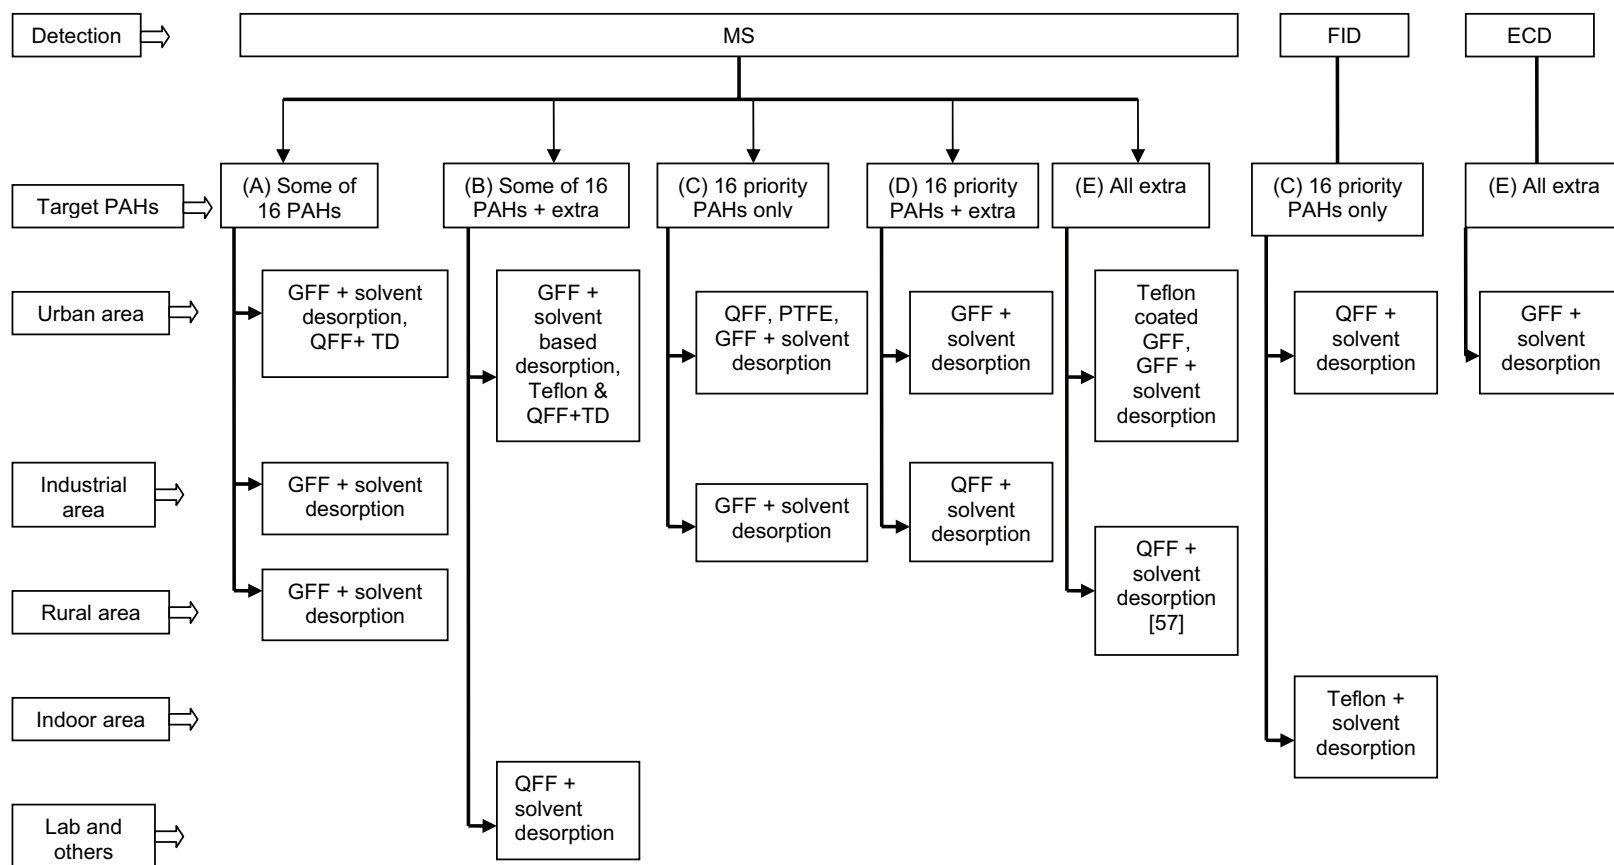 Detection
MS
FID
ECD
Target PAHs
(A) Some of
16 PAHs
(B) Some of 16
PAHs + extra
(C) 16 priority
PAHs only
(D) 16 priority
PAHs + extra
(E) All extra
(C) 16 priority
PAHs only
(E) All extra
Urban area
GFF + solvent
desorption,
QFF+ TD
GFF +
solvent
based
desorption,
Teflon &
QFF+TD
QFF, PTFE,
GFF + solvent
desorption
GFF +
solvent
desorption
Teflon
coated
GFF,
GFF +
solvent
desorption
QFF +
solvent
desorption
GFF +
solvent
desorption
Industrial
area
GFF + solvent
desorption
GFF + solvent
desorption
QFF +
solvent
desorption
Rural area
GFF + solvent
desorption
QFF +
solvent
desorption
[57]
Indoor area
Teflon +
solvent
desorption
Lab and
others
QFF +
solvent
desorption